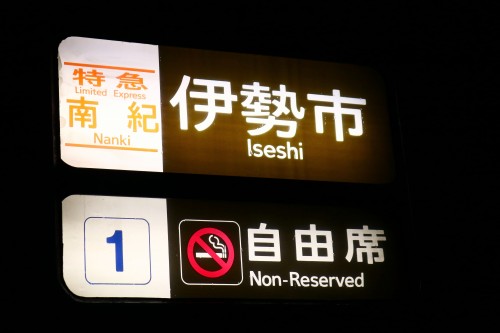 特急
Limited Express
南紀
Nanki
伊勢市
Iseshi
1
自由席
Non-Reserved